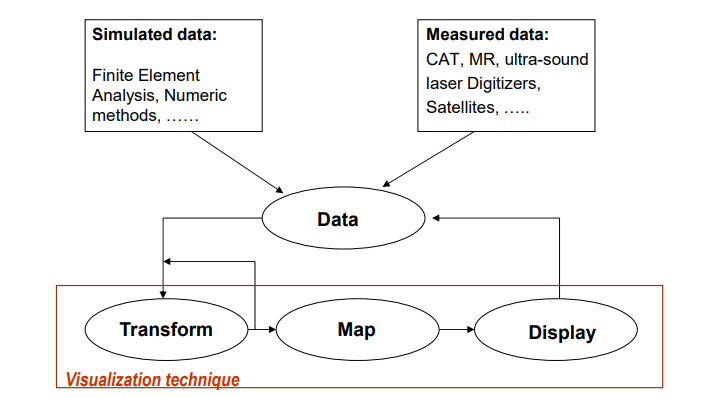 Simulated data:
Finite Element
Analysis, Numeric
methods, ……
Measured data:
CAT, MR, ultra-sound
laser Digitizers,
Satellites, …..
Data
Transform
Map
Display
Visualization technique